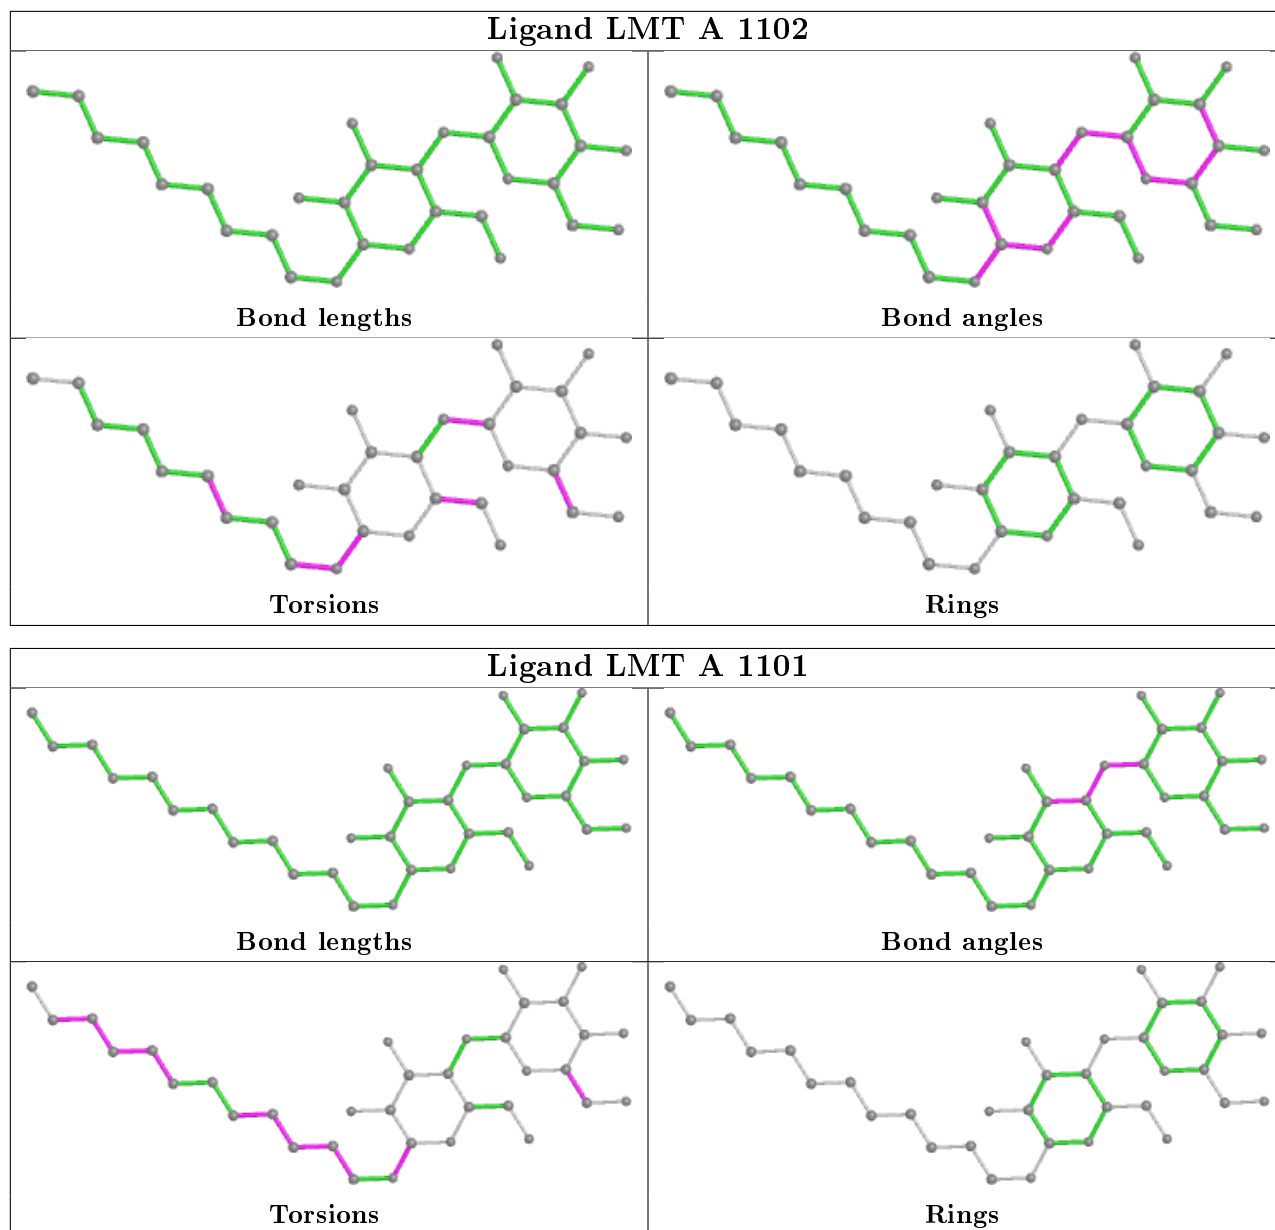 Ligand LMT A 1102
Bond lengths
Bond angles
Torsions
Rings
Ligand LMT A 1101
Bond lengths
Bond angles
Torsions
Rings